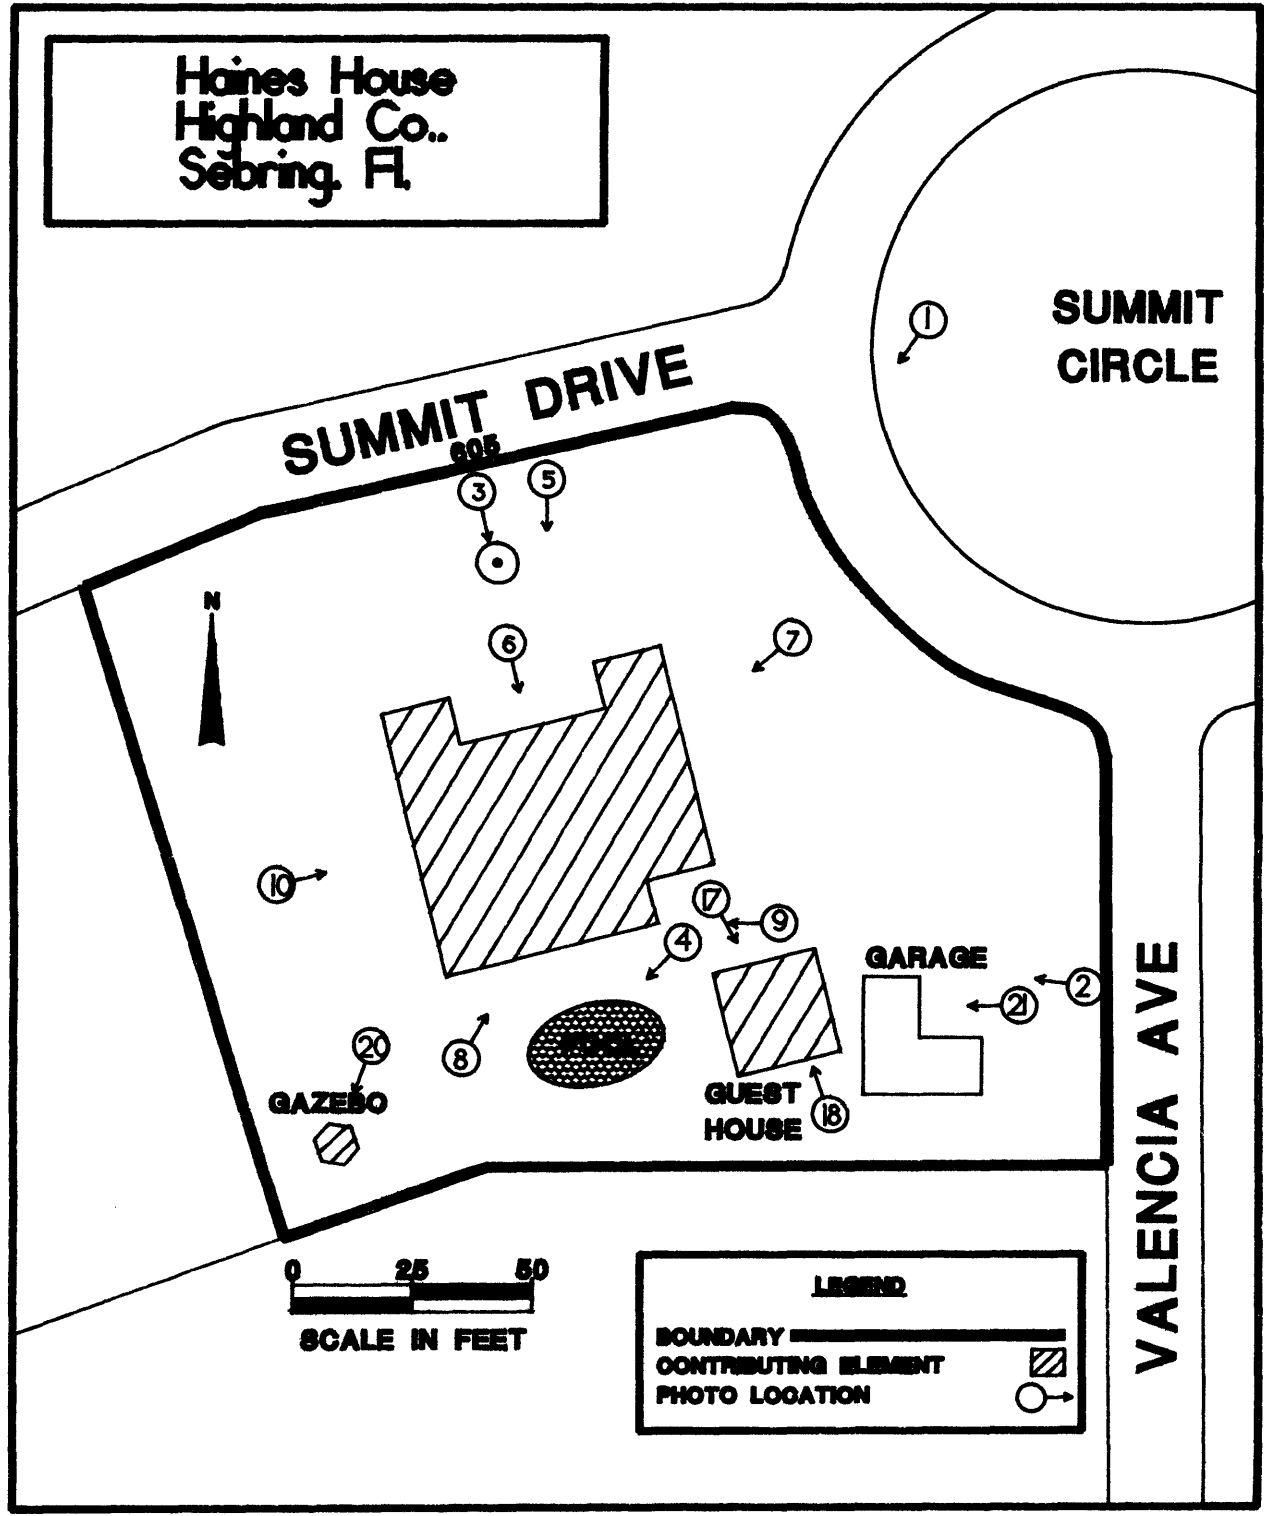 Haines House
Highland Co..
Sebring, Fl.
SUMMIT
CIRCLE
1
SUMMIT DRIVE
605
3
5
N
6
7
10
17
9
4
GARAGE
2
21
20
8
POOL
GAZEBO
GUEST
HOUSE
18
VALENCIA AVE
0 25 50
SCALE IN FEET
LEGEND
BOUNDARY
CONTRIBUTING ELEMENT
PHOTO LOCATION